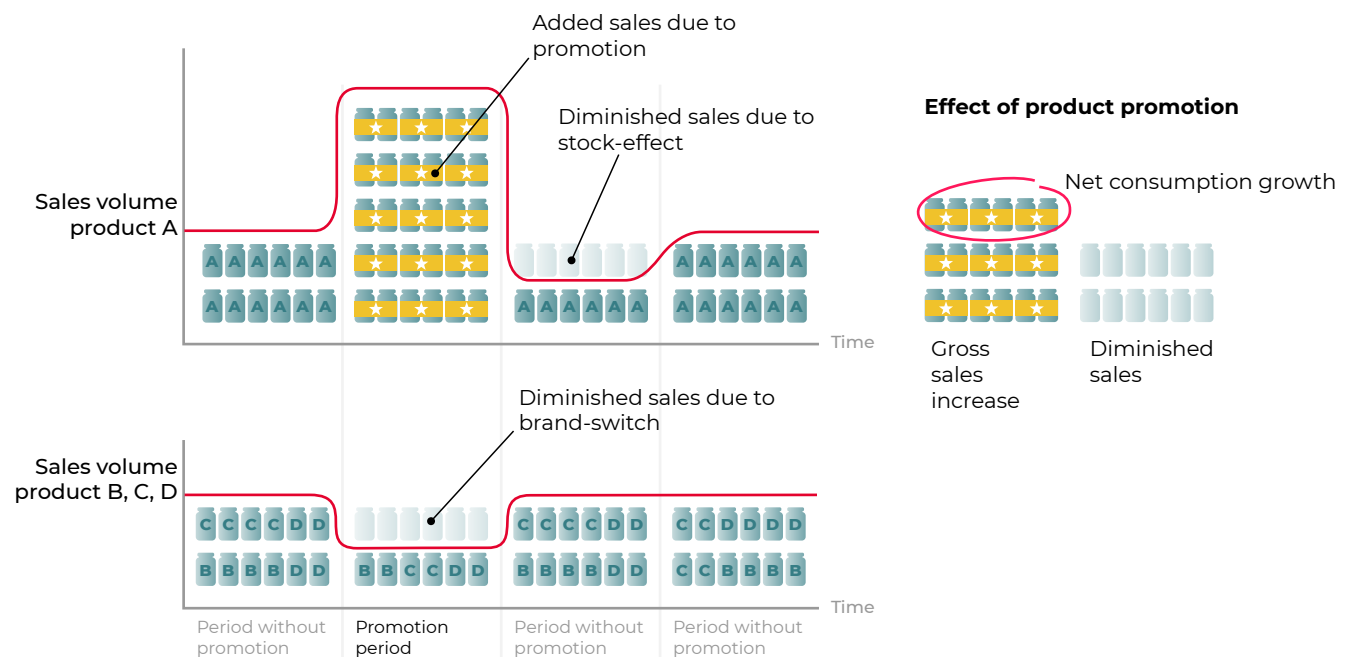 Added sales due to
promotion
Diminished sales due to
stock-effect
Sales volume
product A
A A A A A A
A A A A A A
A A A A A A
A A A A A A
A A A A A A
Time
Effect of product promotion
Net consumption growth
Gross
sales
increase
Diminished
sales
Diminished sales due to
brand-switch
Sales volume
product B, C, D
C C C C D D
B B B B D D
B B C C D D
C C C C D D
B B B B D D
C C D D D D
C C B B B B
Time
Period without
promotion
Promotion
period
Period without
promotion
Period without
promotion